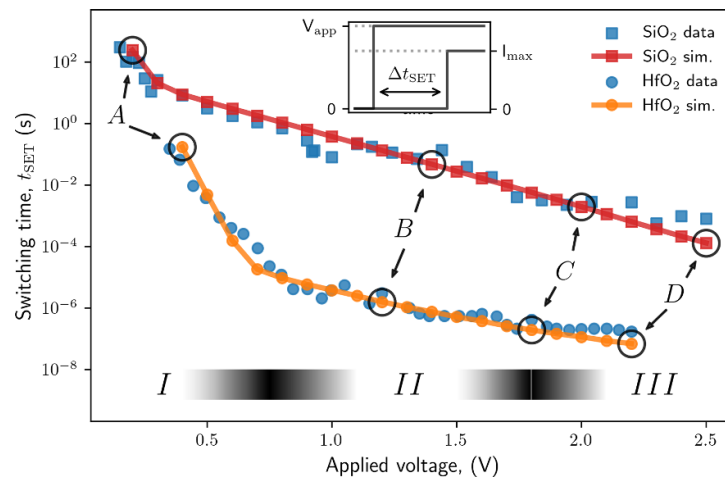 V_app
I_max
Δt_SET
0
0
time
SiO₂ data
SiO₂ sim.
HfO₂ data
HfO₂ sim.
Switching time, t_SET (s)
10²
10⁰
10⁻²
10⁻⁴
10⁻⁶
10⁻⁸
A
B
C
D
I
II
III
0.5
1.0
1.5
2.0
2.5
Applied voltage, (V)